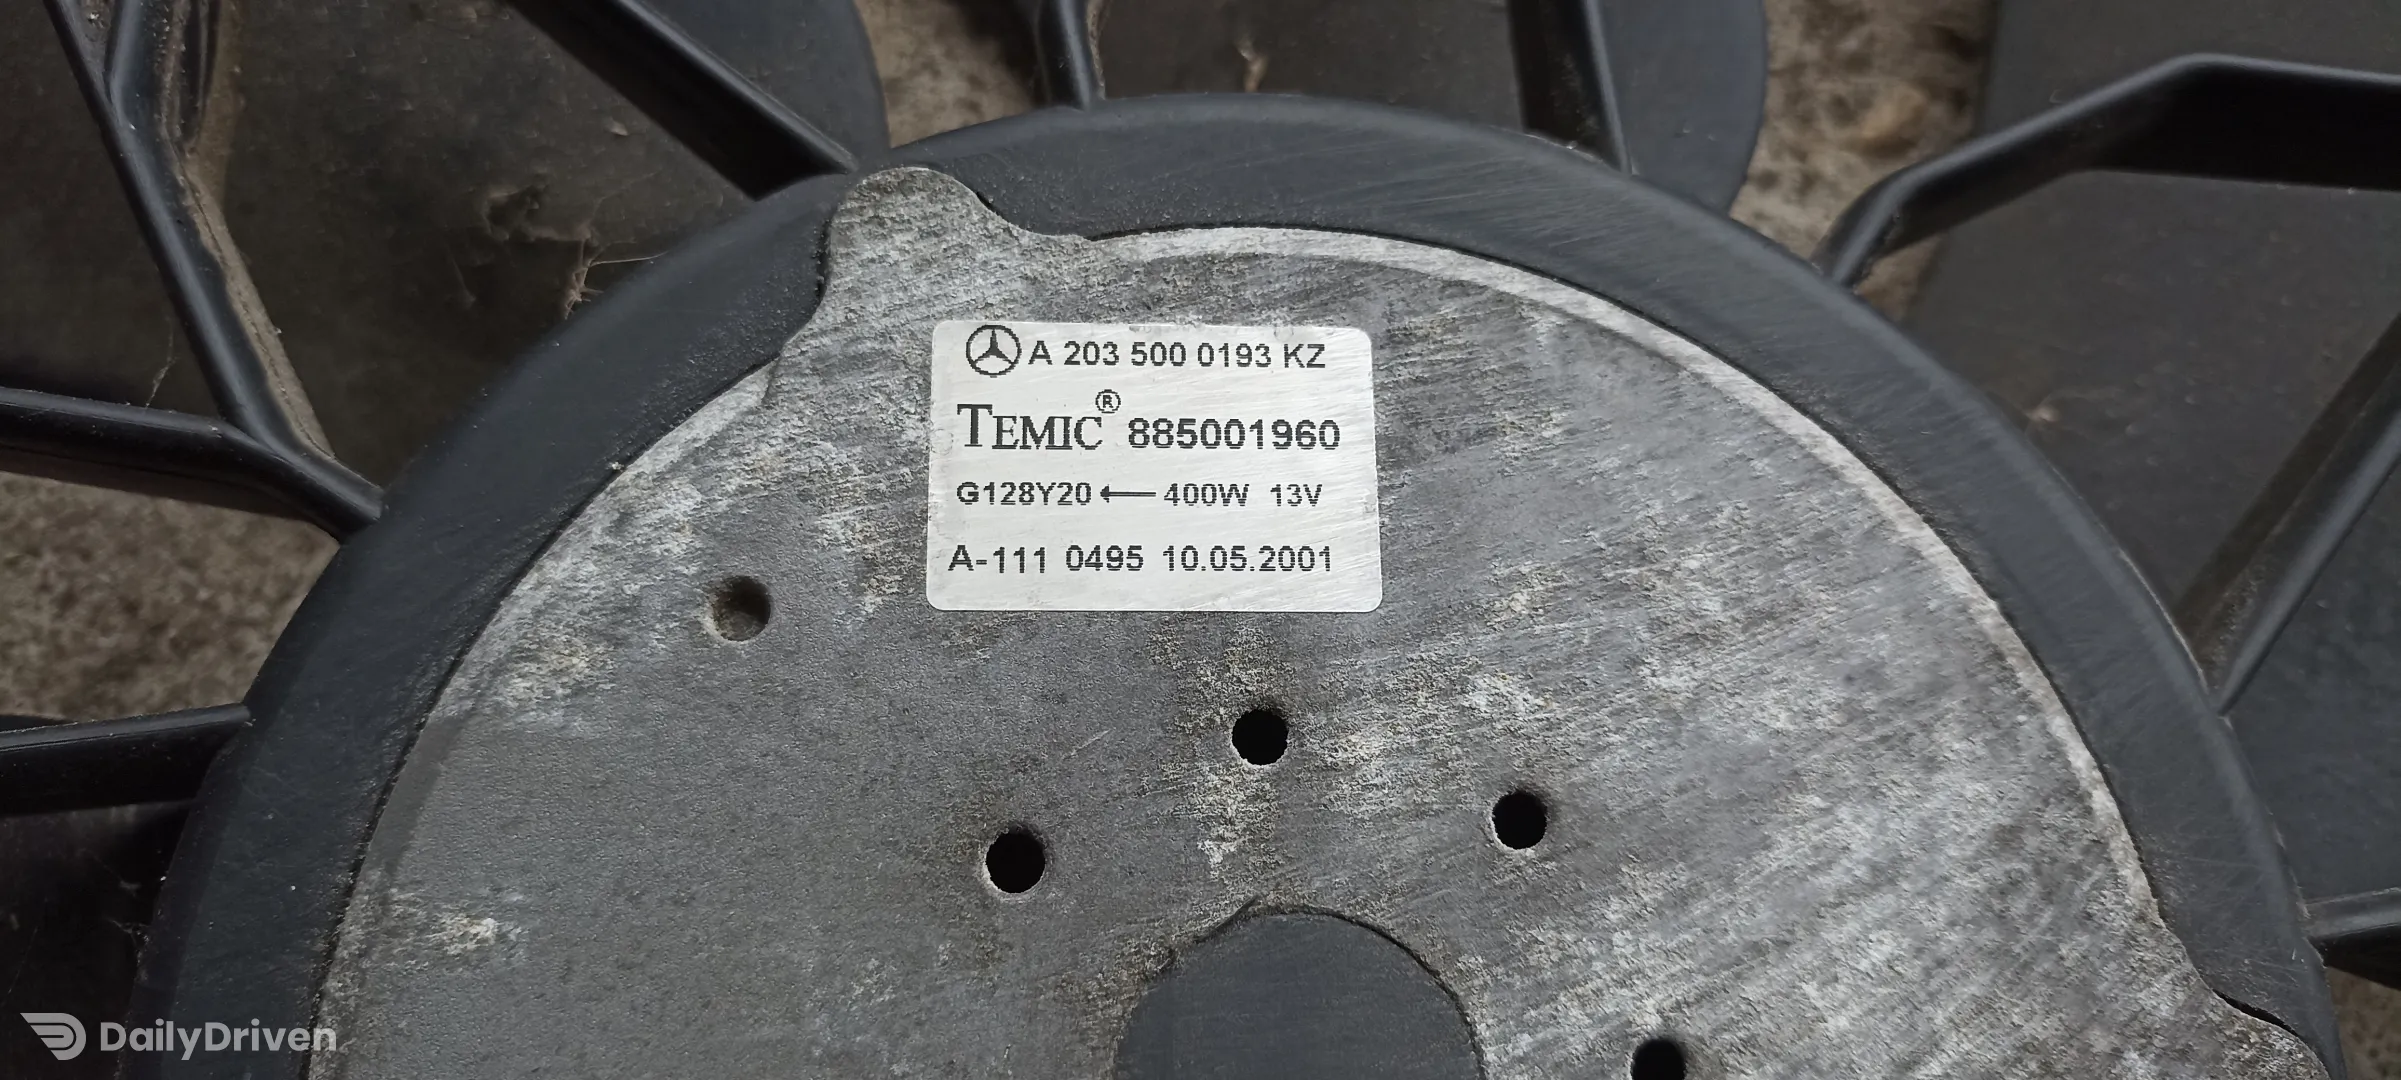 A 203 500 0193 KZ
TEMIC® 885001960
G128Y20 ← 400W 13V
A-111 0495 10.05.2001
DailyDriven